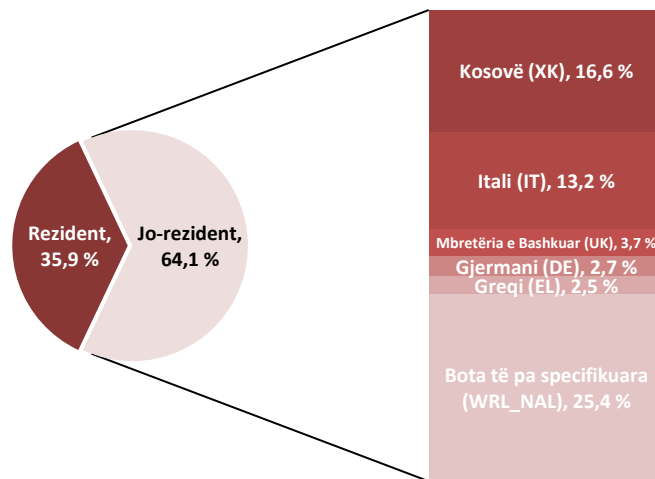 Kosovë (XK), 16,6 %
Itali (IT), 13,2 %
Mbretëria e Bashkuar (UK), 3,7 %
Gjermani (DE), 2,7 %
Greqi (EL), 2,5 %
Bota të pa specifikuara
(WRL_NAL), 25,4 %
Rezident,
35,9 %
Jo-rezident,
64,1 %